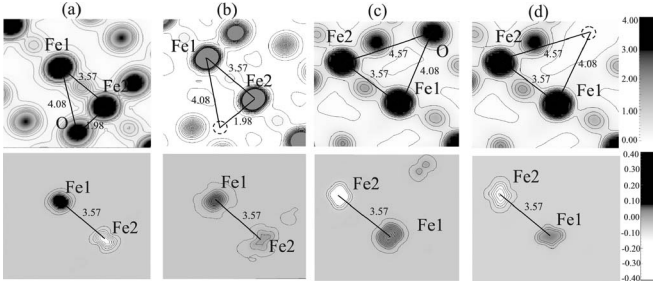 (a) (b) (c) (d)
Fe1 3.57 Fe2 4.08 O 1.98
Fe1 3.57 Fe2 4.08 1.98
Fe2 4.57 O 3.57 4.08 Fe1
Fe2 4.57 3.57 4.08 Fe1
4.00
3.00
2.00
1.00
0.00
Fe1 3.57 Fe2
Fe1 3.57 Fe2
Fe2 3.57 Fe1
Fe2 3.57 Fe1
0.40
0.30
0.20
0.10
0.00
-0.10
-0.20
-0.30
-0.40